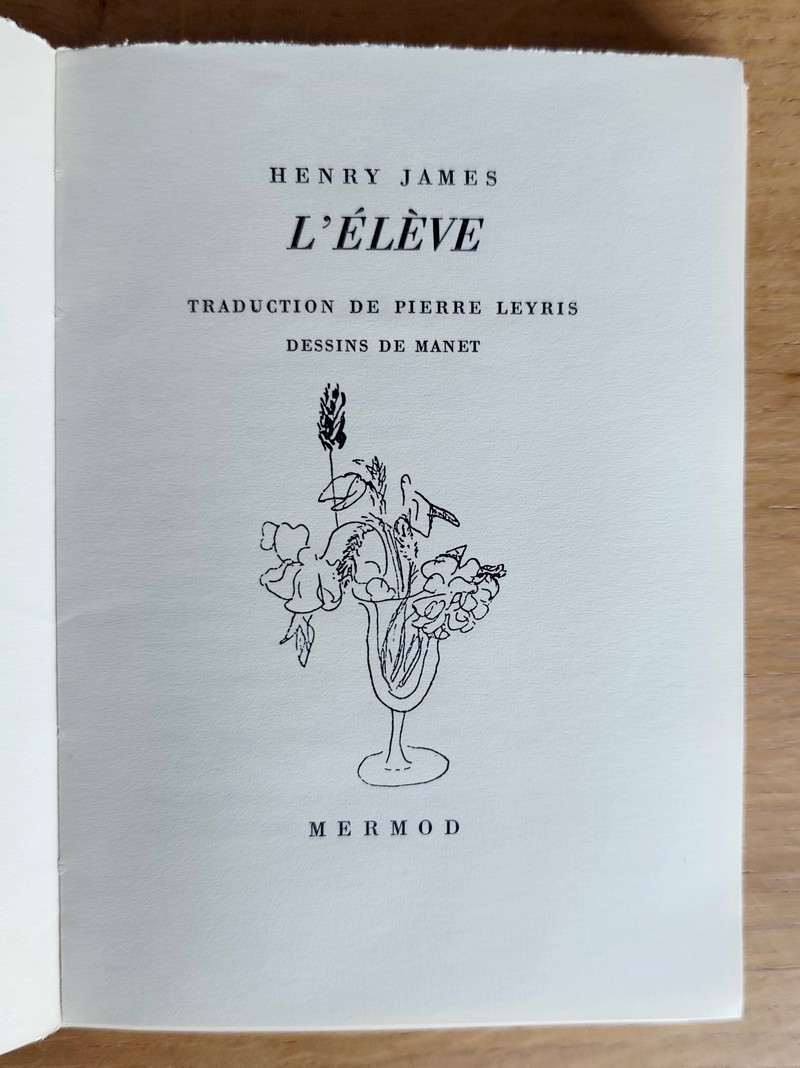 HENRY JAMES
L'ÉLÈVE
TRADUCTION DE PIERRE LEYRIS
DESSINS DE MANET
MERMOD